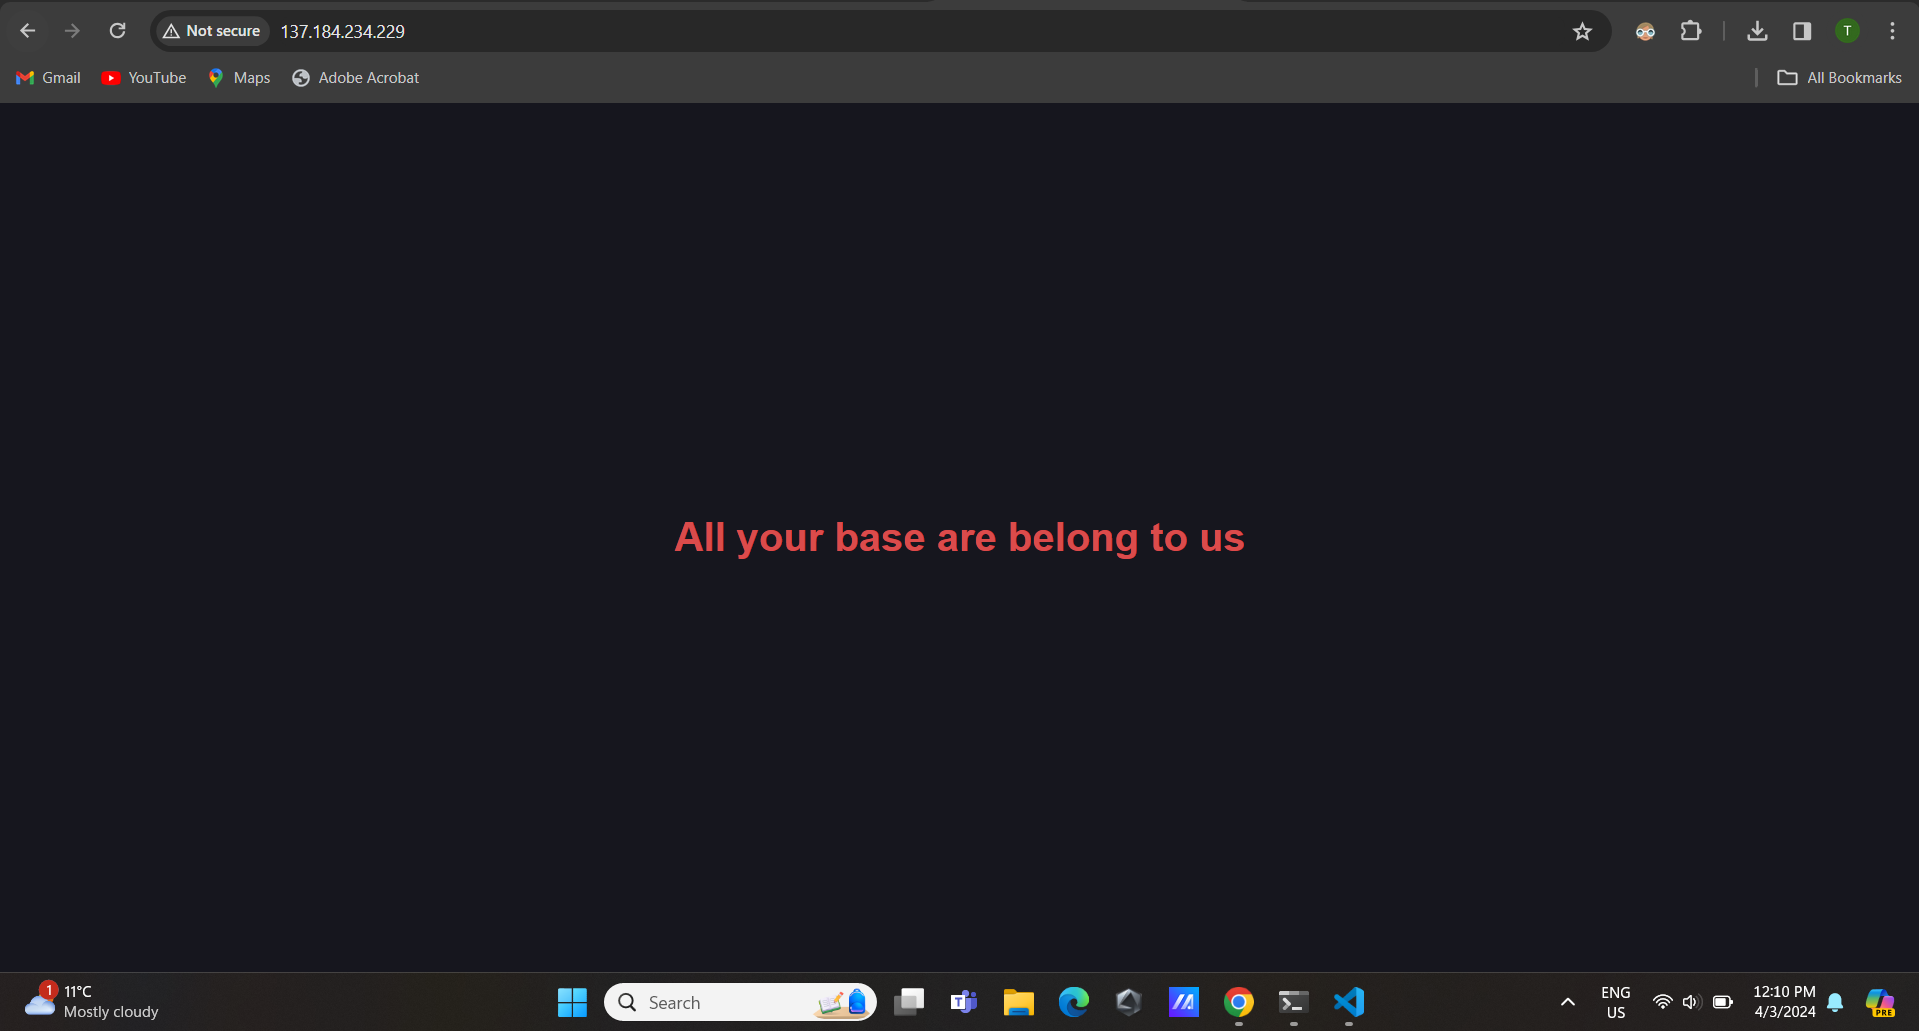 Not secure 137.184.234.229 T
Gmail YouTube Maps Adobe Acrobat All Bookmarks
All your base are belong to us
1 11°C
Mostly cloudy
Search
T
ENG
US
12:10 PM
4/3/2024
PRE